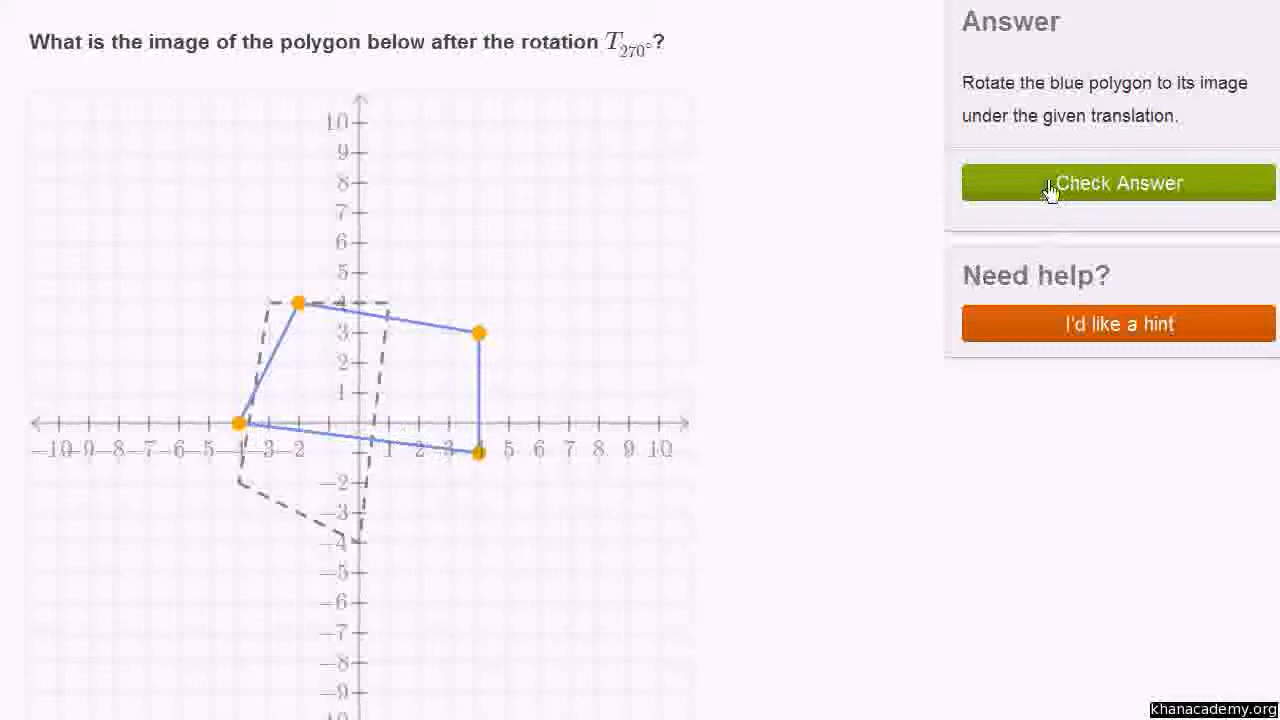 What is the image of the polygon below after the rotation T270°?
Answer
Rotate the blue polygon to its image
under the given translation.
Check Answer
Need help?
I'd like a hint
10
9
8
7
6
5
4
3
2
1
-10 -9 -8 -7 -6 -5 -4 -3 -2 1 2 3 4 5 6 7 8 9 10
-2
-3
-4
-5
-6
-7
-8
-9
khanacademy.org